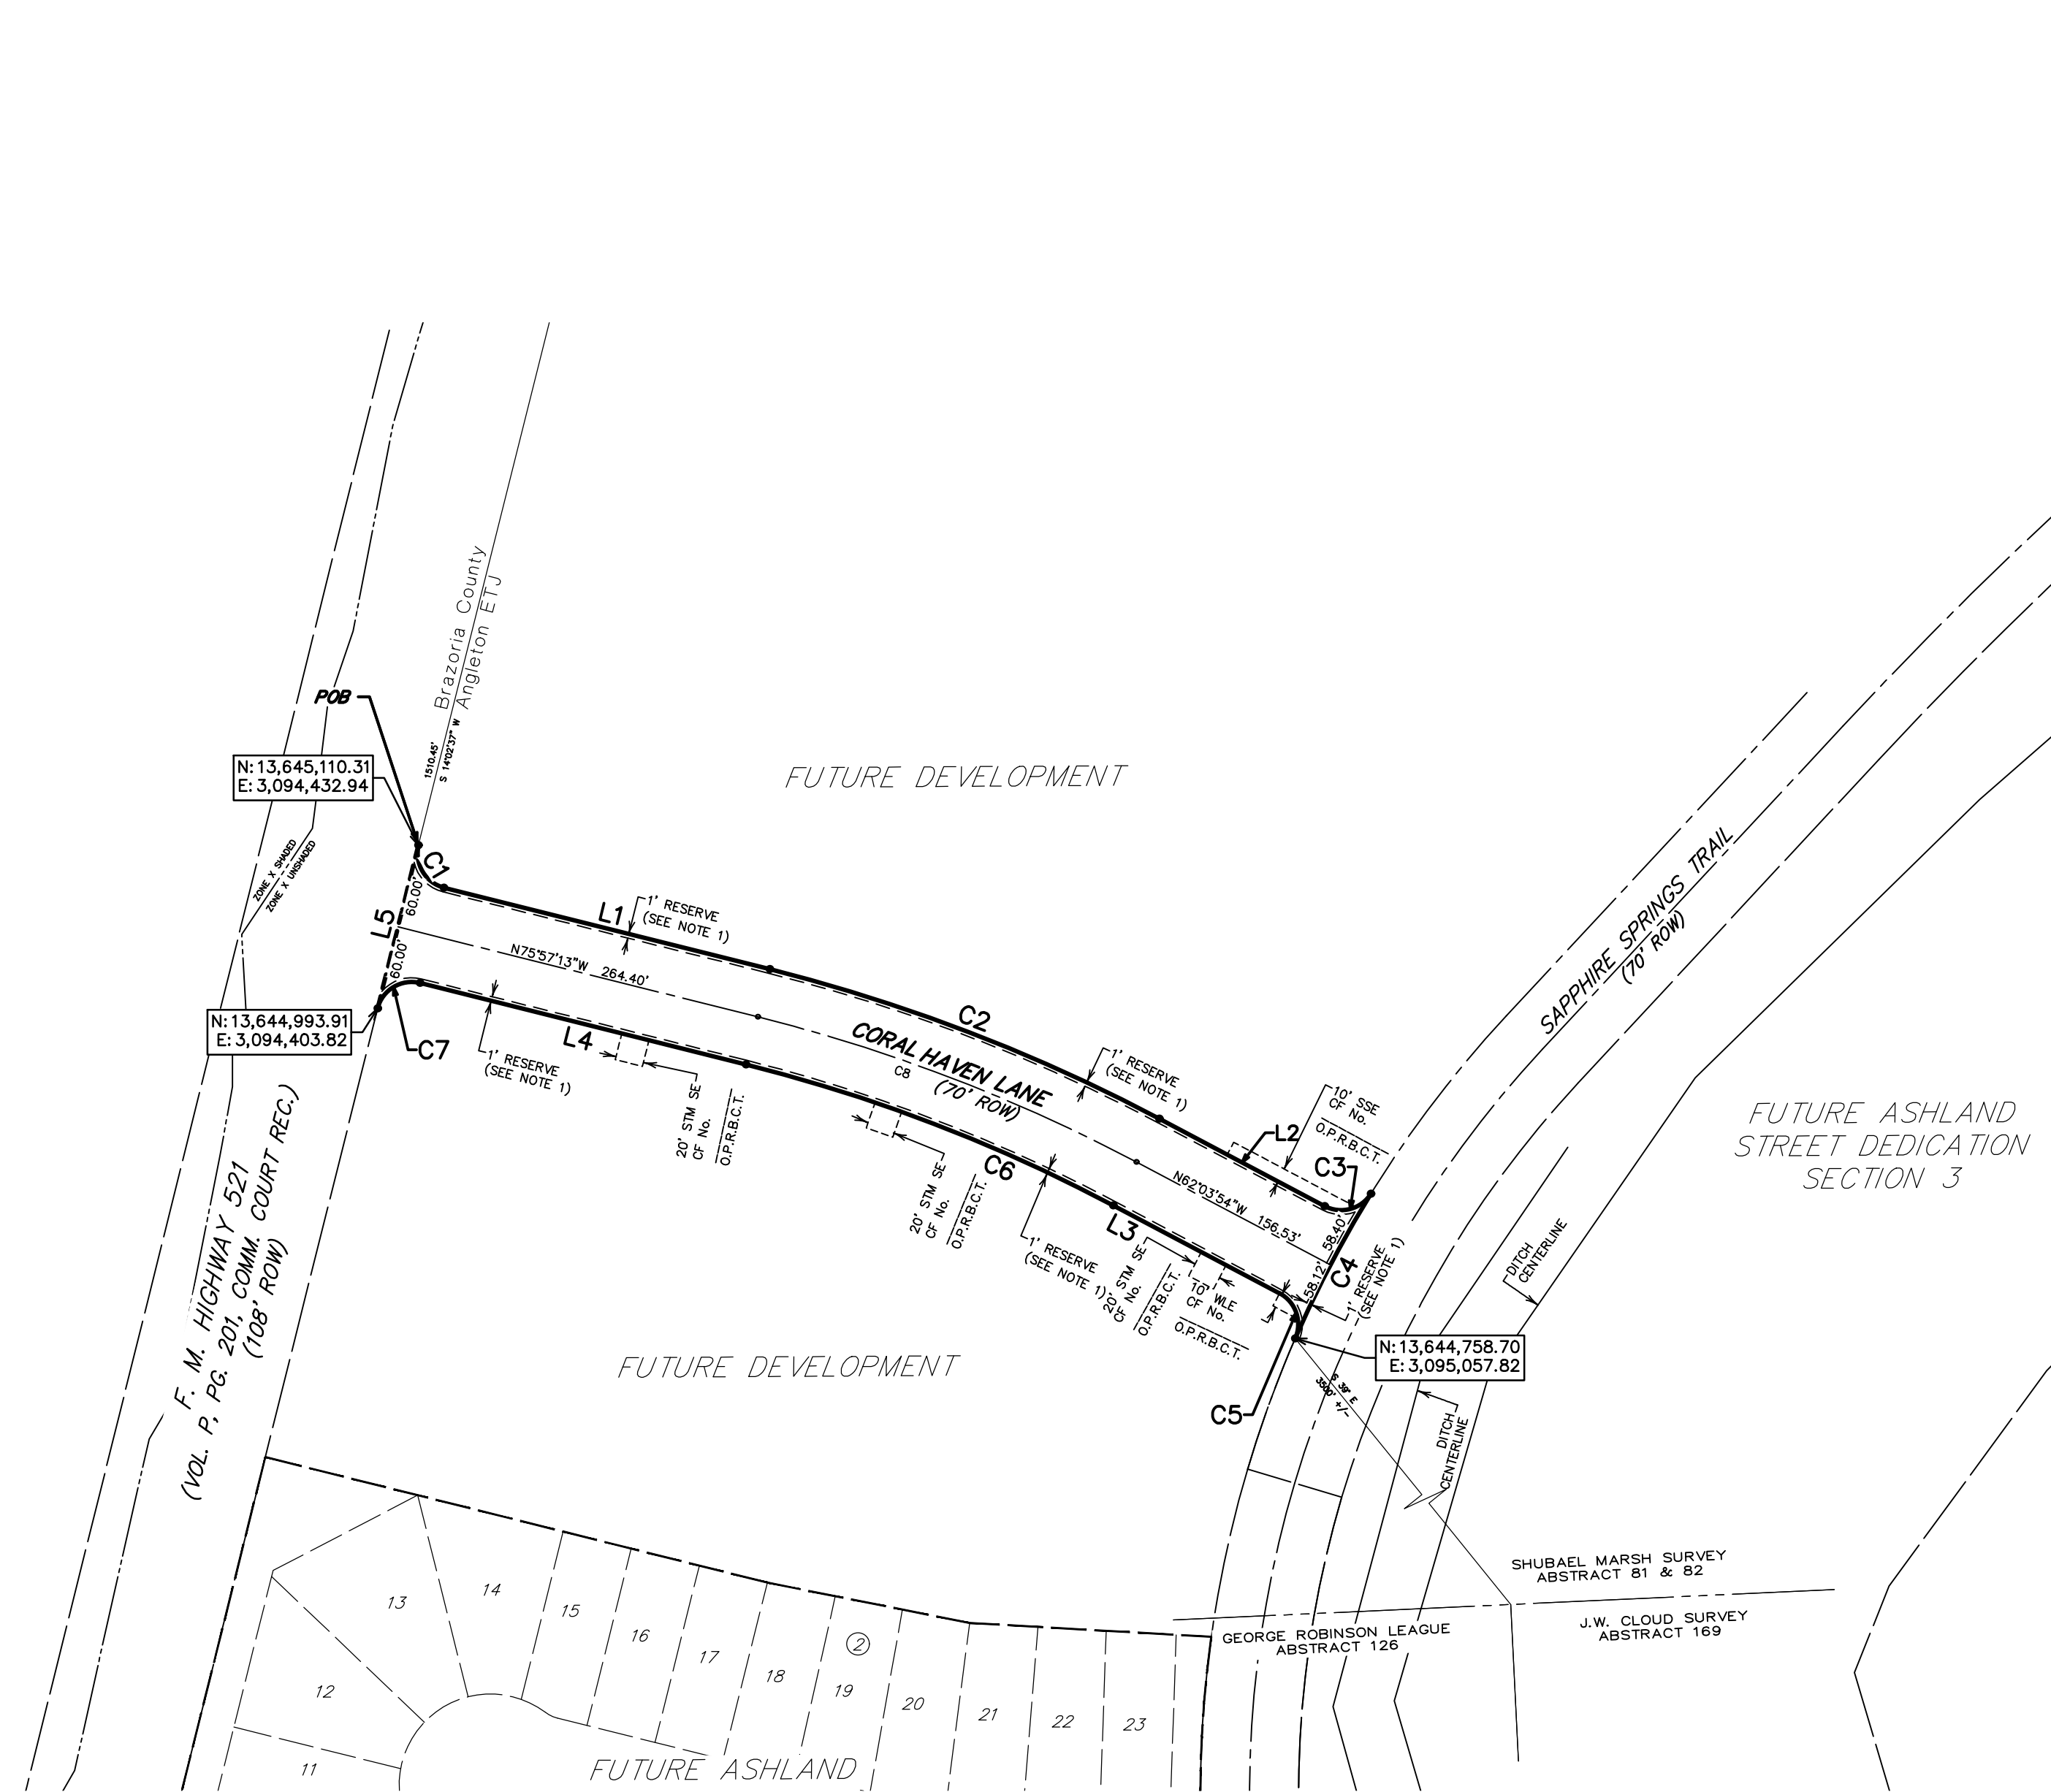 Brazoria County
Angleton ETJ
1510.45'
S 14°02'37" W
POB
N: 13,645,110.31
E: 3,094,432.94
FUTURE DEVELOPMENT
ZONE X SHADED
ZONE X UNSHADED
C1
60.00'
L5
60.00'
L1
1' RESERVE
(SEE NOTE 1)
N75°57'13"W 264.40'
N: 13,644,993.91
E: 3,094,403.82
C7
1' RESERVE
(SEE NOTE 1)
L4
20' STM SE
CF No.
O.P.R.B.C.T.
C2
CORAL HAVEN LANE
(70' ROW)
C8
C6
20' STM SE
CF No.
O.P.R.B.C.T.
1' RESERVE
(SEE NOTE 1)
1' RESERVE
(SEE NOTE 1)
10' SSE
CF No.
O.P.R.B.C.T.
L2
C3
N62°03'54"W 156.53'
L3
20' STM SE
CF No.
O.P.R.B.C.T.
10' WLE
CF No.
O.P.R.B.C.T.
58.40'
58.12'
C4
1' RESERVE
(SEE NOTE 1)
C5
N: 13,644,758.70
E: 3,095,057.82
S 39° E
3500' +/-
SAPPHIRE SPRINGS TRAIL
(70' ROW)
DITCH
CENTERLINE
FUTURE ASHLAND
STREET DEDICATION
SECTION 3
DITCH
CENTERLINE
F. M. HIGHWAY 521
(VOL. P, PG. 201, COMM. COURT REC.)
(108' ROW)
FUTURE DEVELOPMENT
SHUBAEL MARSH SURVEY
ABSTRACT 81 & 82
J.W. CLOUD SURVEY
ABSTRACT 169
GEORGE ROBINSON LEAGUE
ABSTRACT 126
13
14
15
16
17
18
2
19
20
21
22
23
12
11
FUTURE ASHLAND